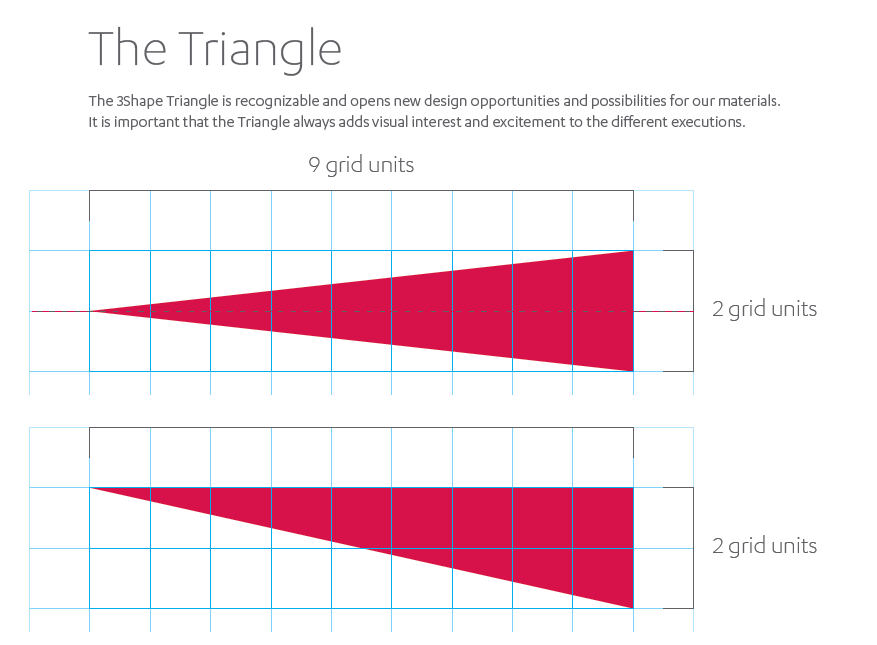 The Triangle
The 3Shape Triangle is recognizable and opens new design opportunities and possibilities for our materials.
It is important that the Triangle always adds visual interest and excitement to the different executions.
9 grid units
2 grid units
2 grid units